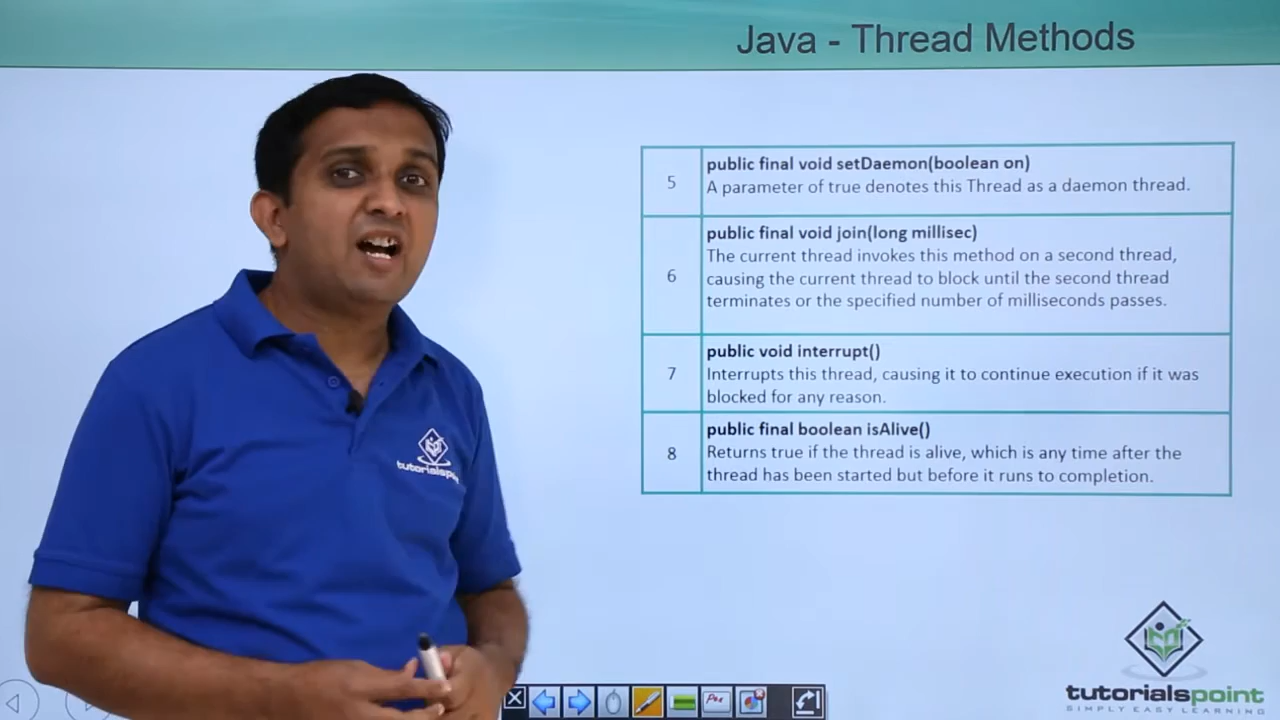 Java - Thread Methods
5
public final void setDaemon(boolean on)
A parameter of true denotes this Thread as a daemon thread.
6
public final void join(long millisec)
The current thread invokes this method on a second thread,
causing the current thread to block until the second thread
terminates or the specified number of milliseconds passes.
7
public void interrupt()
Interrupts this thread, causing it to continue execution if it was
blocked for any reason.
8
public final boolean isAlive()
Returns true if the thread is alive, which is any time after the
thread has been started but before it runs to completion.
tutorialspoint
Pen
tutorialspoint
SIMPLY EASY LEARNING